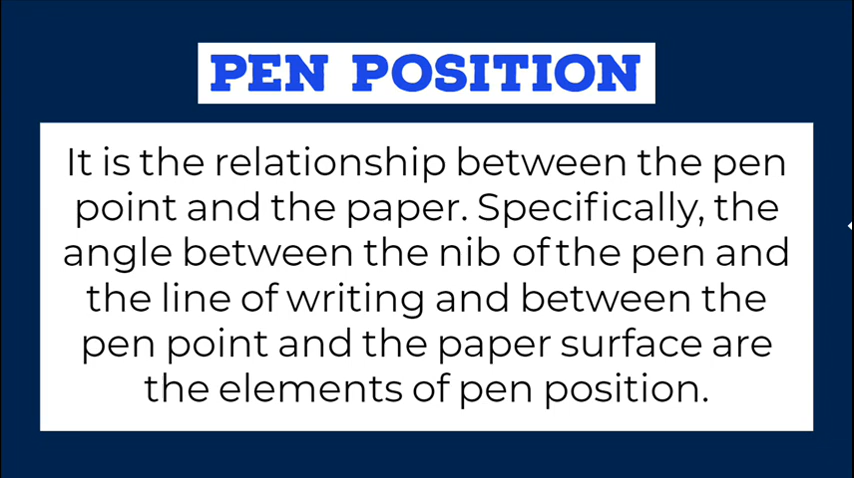 PEN POSITION
It is the relationship between the pen
point and the paper. Specifically, the
angle between the nib of the pen and
the line of writing and between the
pen point and the paper surface are
the elements of pen position.